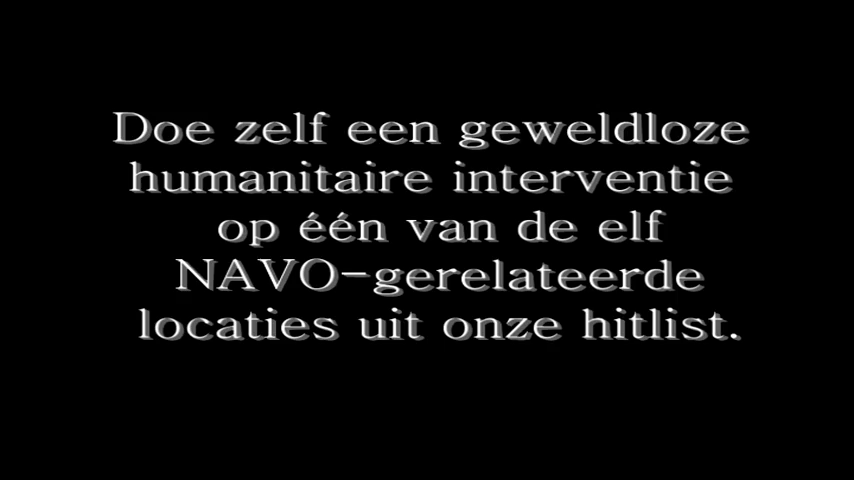 Doe zelf een geweldloze
humanitaire interventie
op één van de elf
NAVO-gerelateerde
locaties uit onze hitlist.